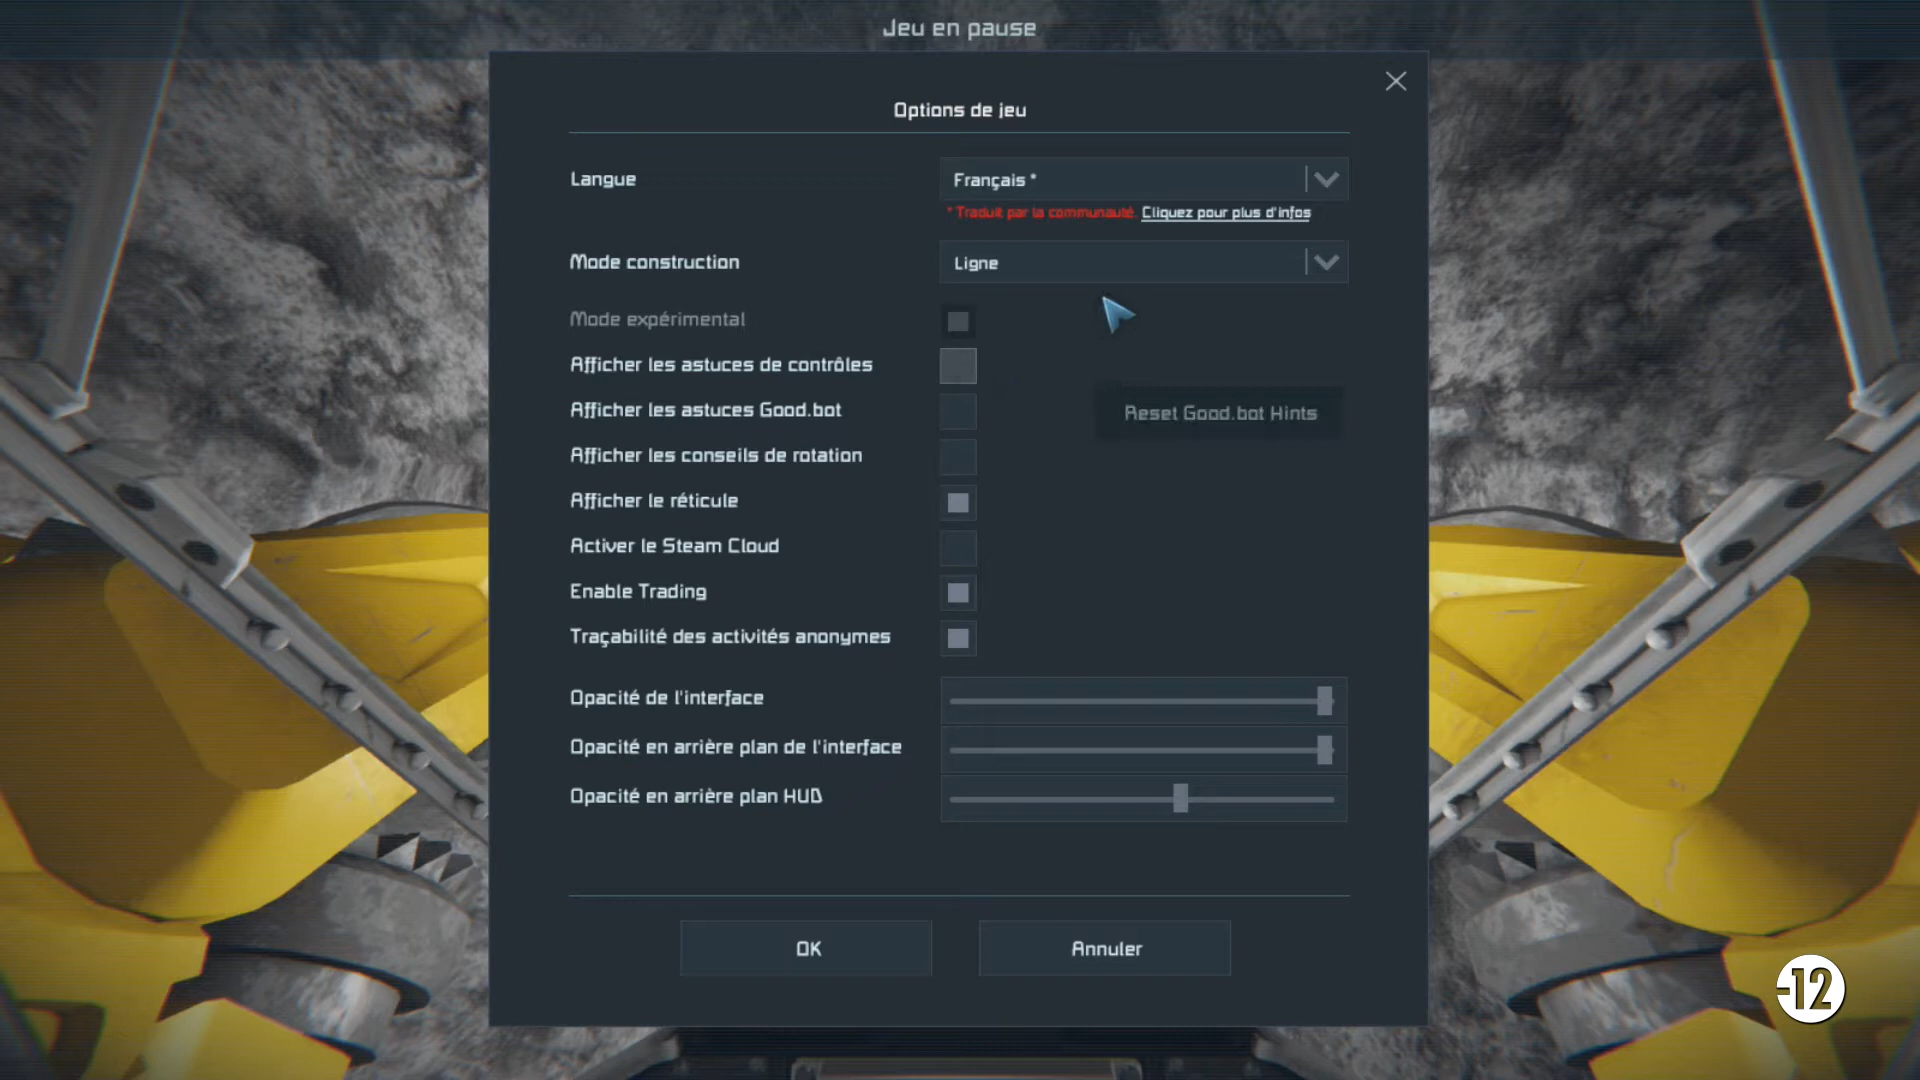 Jeu en pause
Options de jeu
Langue
Français *
* Traduit par la communauté. Cliquez pour plus d'infos
Mode construction
Ligne
Mode expérimental
Afficher les astuces de contrôles
Afficher les astuces Good.bot
Reset Good.bot Hints
Afficher les conseils de rotation
Afficher le réticule
Activer le Steam Cloud
Enable Trading
Traçabilité des activités anonymes
Opacité de l'interface
Opacité en arrière plan de l'interface
Opacité en arrière plan HUD
OK
Annuler
-12